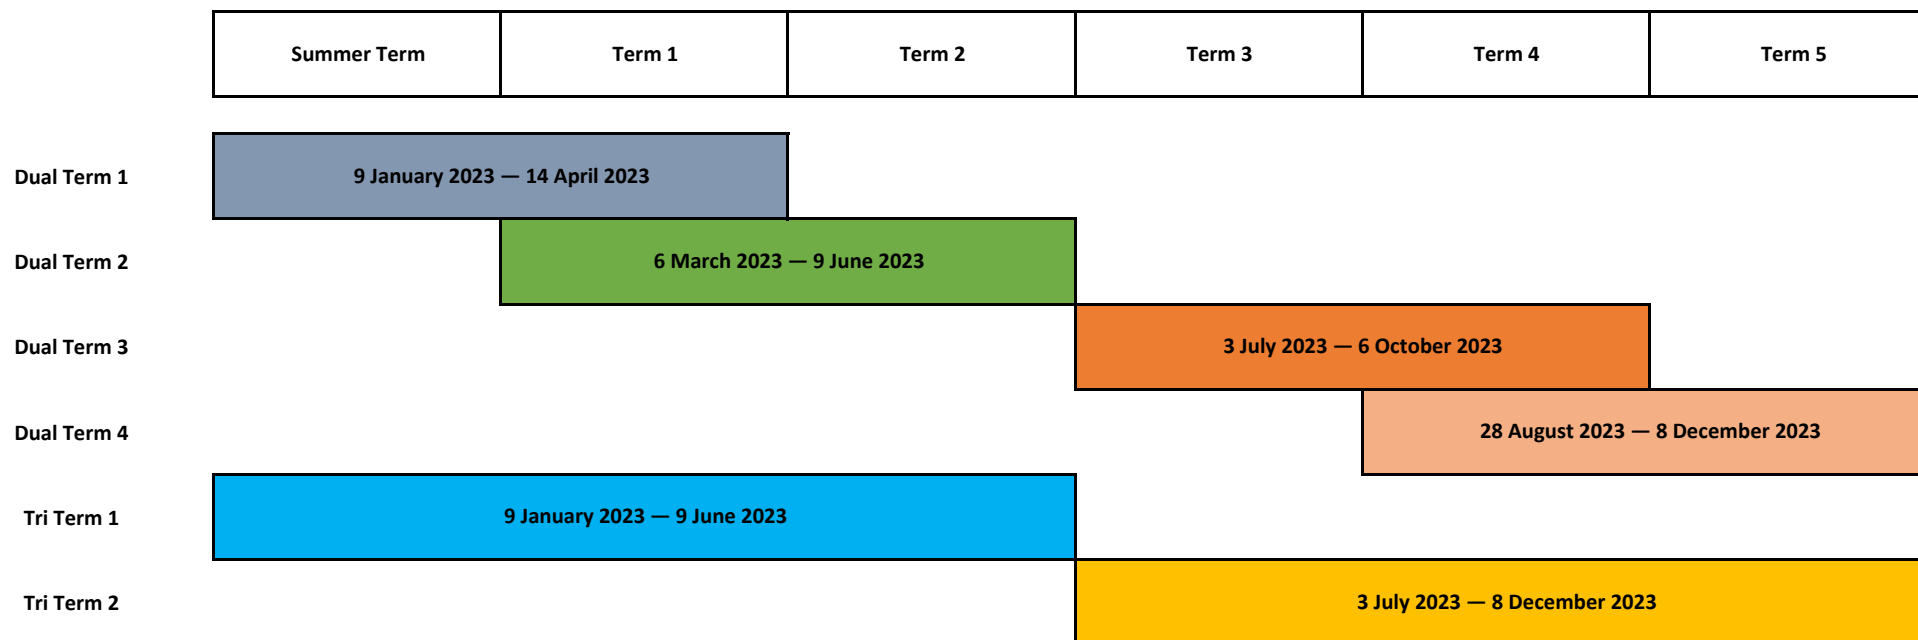 Summer Term
Term 1
Term 2
Term 3
Term 4
Term 5
Dual Term 1
9 January 2023 — 14 April 2023
Dual Term 2
6 March 2023 — 9 June 2023
Dual Term 3
3 July 2023 — 6 October 2023
Dual Term 4
28 August 2023 — 8 December 2023
Tri Term 1
9 January 2023 — 9 June 2023
Tri Term 2
3 July 2023 — 8 December 2023